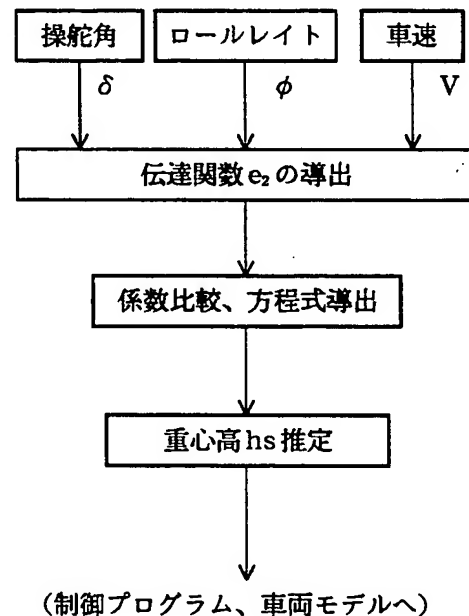 操舵角 ロールレイト 車速
δ φ V
伝達関数e₂の導出
係数比較、方程式導出
重心高hs推定
(制御プログラム、車両モデルへ)